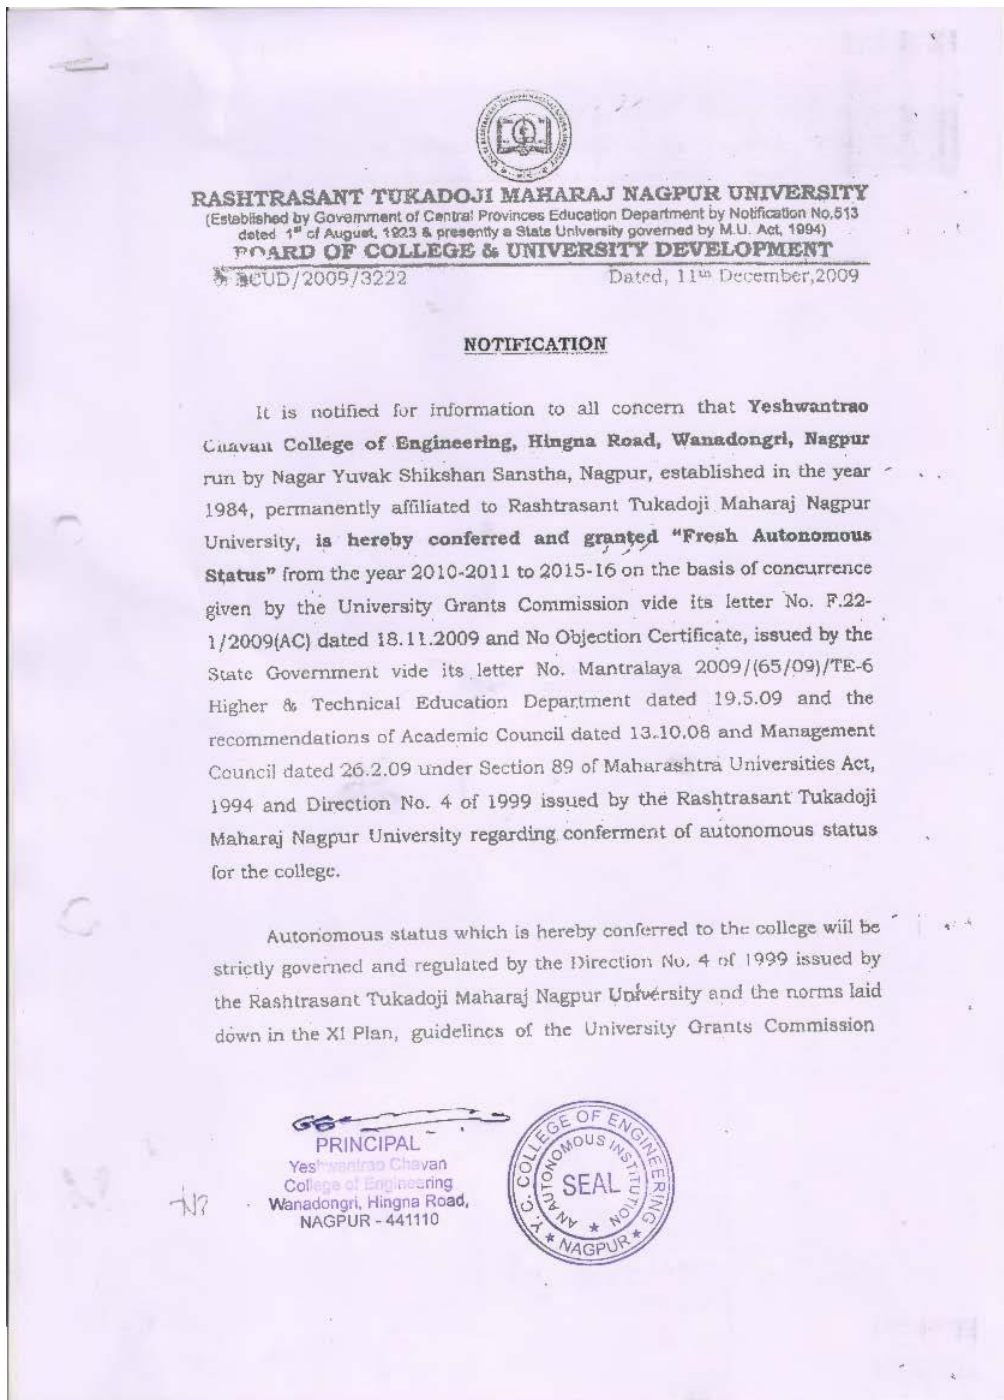 RASHTRASANT TUKADOJI MAHARAJ NAGPUR UNIVERSITY
(Established by Government of Central Provinces Education Department by Notification No.513
dated 1st of August, 1923 & presently a State University governed by M.U. Act, 1994)
BOARD OF COLLEGE & UNIVERSITY DEVELOPMENT
BCUD/2009/3222 Dated, 11th December,2009
NOTIFICATION
It is notified for information to all concern that Yeshwantrao
Chavan College of Engineering, Hingna Road, Wanadongri, Nagpur
run by Nagar Yuvak Shikshan Sanstha, Nagpur, established in the year
1984, permanently affiliated to Rashtrasant Tukadoji Maharaj Nagpur
University, is hereby conferred and granted "Fresh Autonomous
Status" from the year 2010-2011 to 2015-16 on the basis of concurrence
given by the University Grants Commission vide its letter No. F.22-
1/2009(AC) dated 18.11.2009 and No Objection Certificate, issued by the
State Government vide its letter No. Mantralaya 2009/(65/09)/TE-6
Higher & Technical Education Department dated 19.5.09 and the
recommendations of Academic Council dated 13.10.08 and Management
Council dated 26.2.09 under Section 89 of Maharashtra Universities Act,
1994 and Direction No. 4 of 1999 issued by the Rashtrasant Tukadoji
Maharaj Nagpur University regarding conferment of autonomous status
for the college.
Autonomous status which is hereby conferred to the college will be
strictly governed and regulated by the Direction No. 4 of 1999 issued by
the Rashtrasant Tukadoji Maharaj Nagpur University and the norms laid
down in the XI Plan, guidelines of the University Grants Commission
PRINCIPAL
Yeshwantrao Chavan
College of Engineering
Wanadongri, Hingna Road,
NAGPUR - 441110
Y. C. COLLEGE OF ENGINEERING
★ NAGPUR ★
AN AUTONOMOUS INSTITUTION ★
SEAL